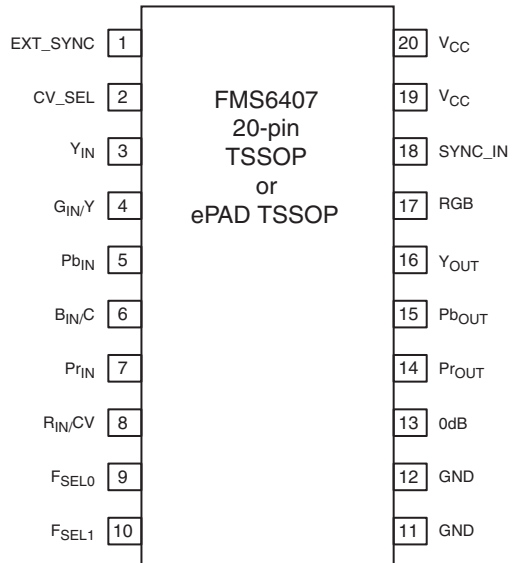 EXT_SYNC 1
CV_SEL 2
YIN 3
GIN/Y 4
PbIN 5
BIN/C 6
PrIN 7
RIN/CV 8
FSEL0 9
FSEL1 10
FMS6407
20-pin
TSSOP
or
ePAD TSSOP
20 VCC
19 VCC
18 SYNC_IN
17 RGB
16 YOUT
15 PbOUT
14 PrOUT
13 0dB
12 GND
11 GND